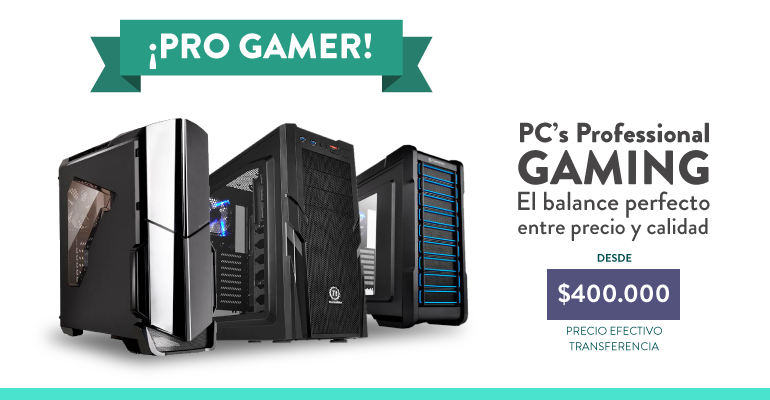 ¡PRO GAMER!
PC's Professional
GAMING
El balance perfecto
entre precio y calidad
DESDE
$400.000
PRECIO EFECTIVO
TRANSFERENCIA